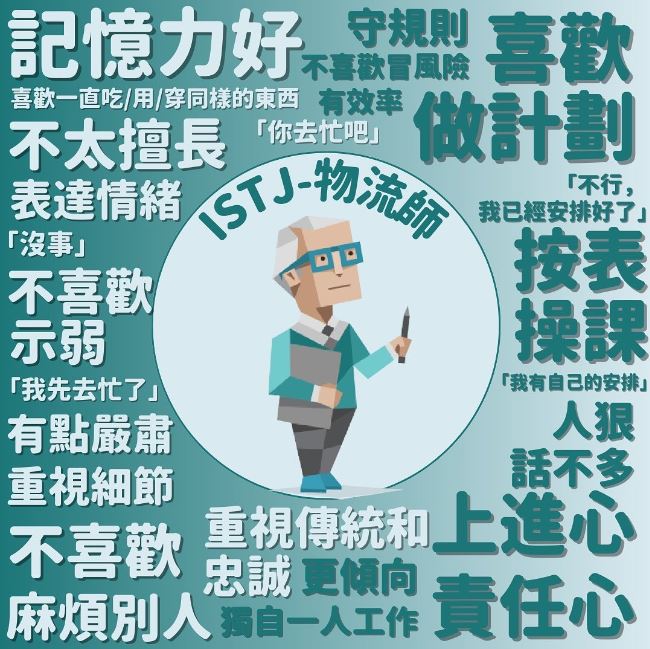 記憶力好
喜歡一直吃/用/穿同樣的東西
守規則
不喜歡冒風險
有效率
喜歡
做計劃
不太擅長
表達情緒
「你去忙吧」
「沒事」
「不行，
我已經安排好了」
ISTJ-物流師
不喜歡
示弱
「我先去忙了」
按表
操課
「我有自己的安排」
有點嚴肅
重視細節
人狠
話不多
不喜歡
麻煩別人
重視傳統和
忠誠
更傾向
獨自一人工作
上進心
責任心